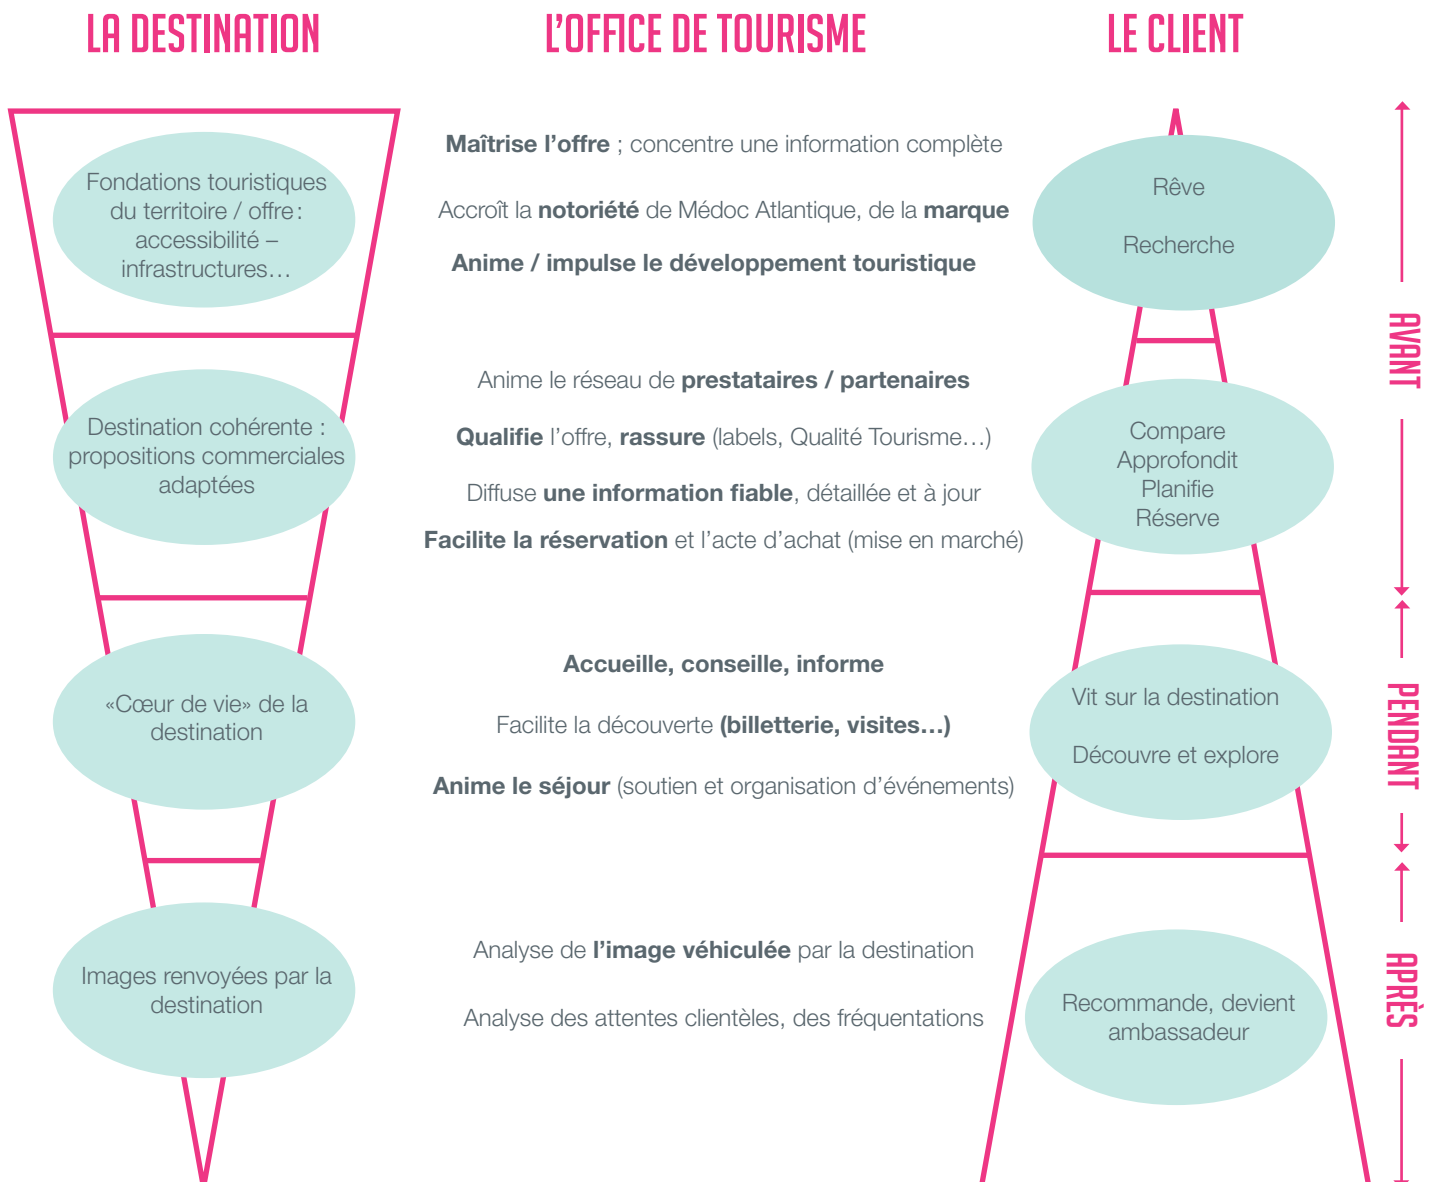 LA DESTINATION
L'OFFICE DE TOURISME
LE CLIENT
Fondations touristiques
du territoire / offre :
accessibilité –
infrastructures…
Maîtrise l'offre ; concentre une information complète
Accroît la notoriété de Médoc Atlantique, de la marque
Anime / impulse le développement touristique
Rêve
Recherche
AVANT
Destination cohérente :
propositions commerciales
adaptées
Anime le réseau de prestataires / partenaires
Qualifie l'offre, rassure (labels, Qualité Tourisme…)
Diffuse une information fiable, détaillée et à jour
Facilite la réservation et l'acte d'achat (mise en marché)
Compare
Approfondit
Planifie
Réserve
«Cœur de vie» de la
destination
Accueille, conseille, informe
Facilite la découverte (billetterie, visites…)
Anime le séjour (soutien et organisation d'événements)
Vit sur la destination
Découvre et explore
PENDANT
Images renvoyées par la
destination
Analyse de l'image véhiculée par la destination
Analyse des attentes clientèles, des fréquentations
Recommande, devient
ambassadeur
APRÈS